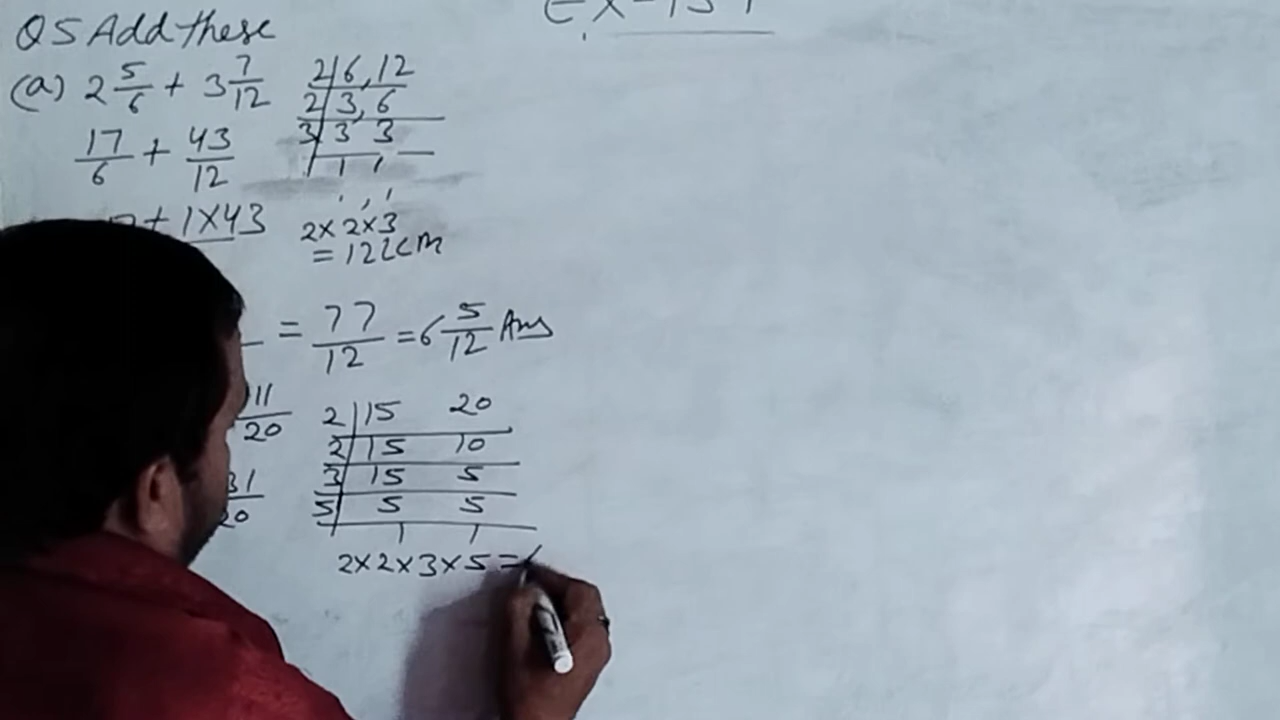 Ex-15.1
Q5 Add these
(a) 2 5/6 + 3 7/12
2|6, 12
2|3, 6
3|3 3
1 1
17/6 + 43/12
+ 1×43
2×2×3
= 12 LCM
= 77/12 = 6 5/12 Ans
11/20
31/20
2|15 20
2|15 10
3|15 5
5|5 5
1 1
2×2×3×5=